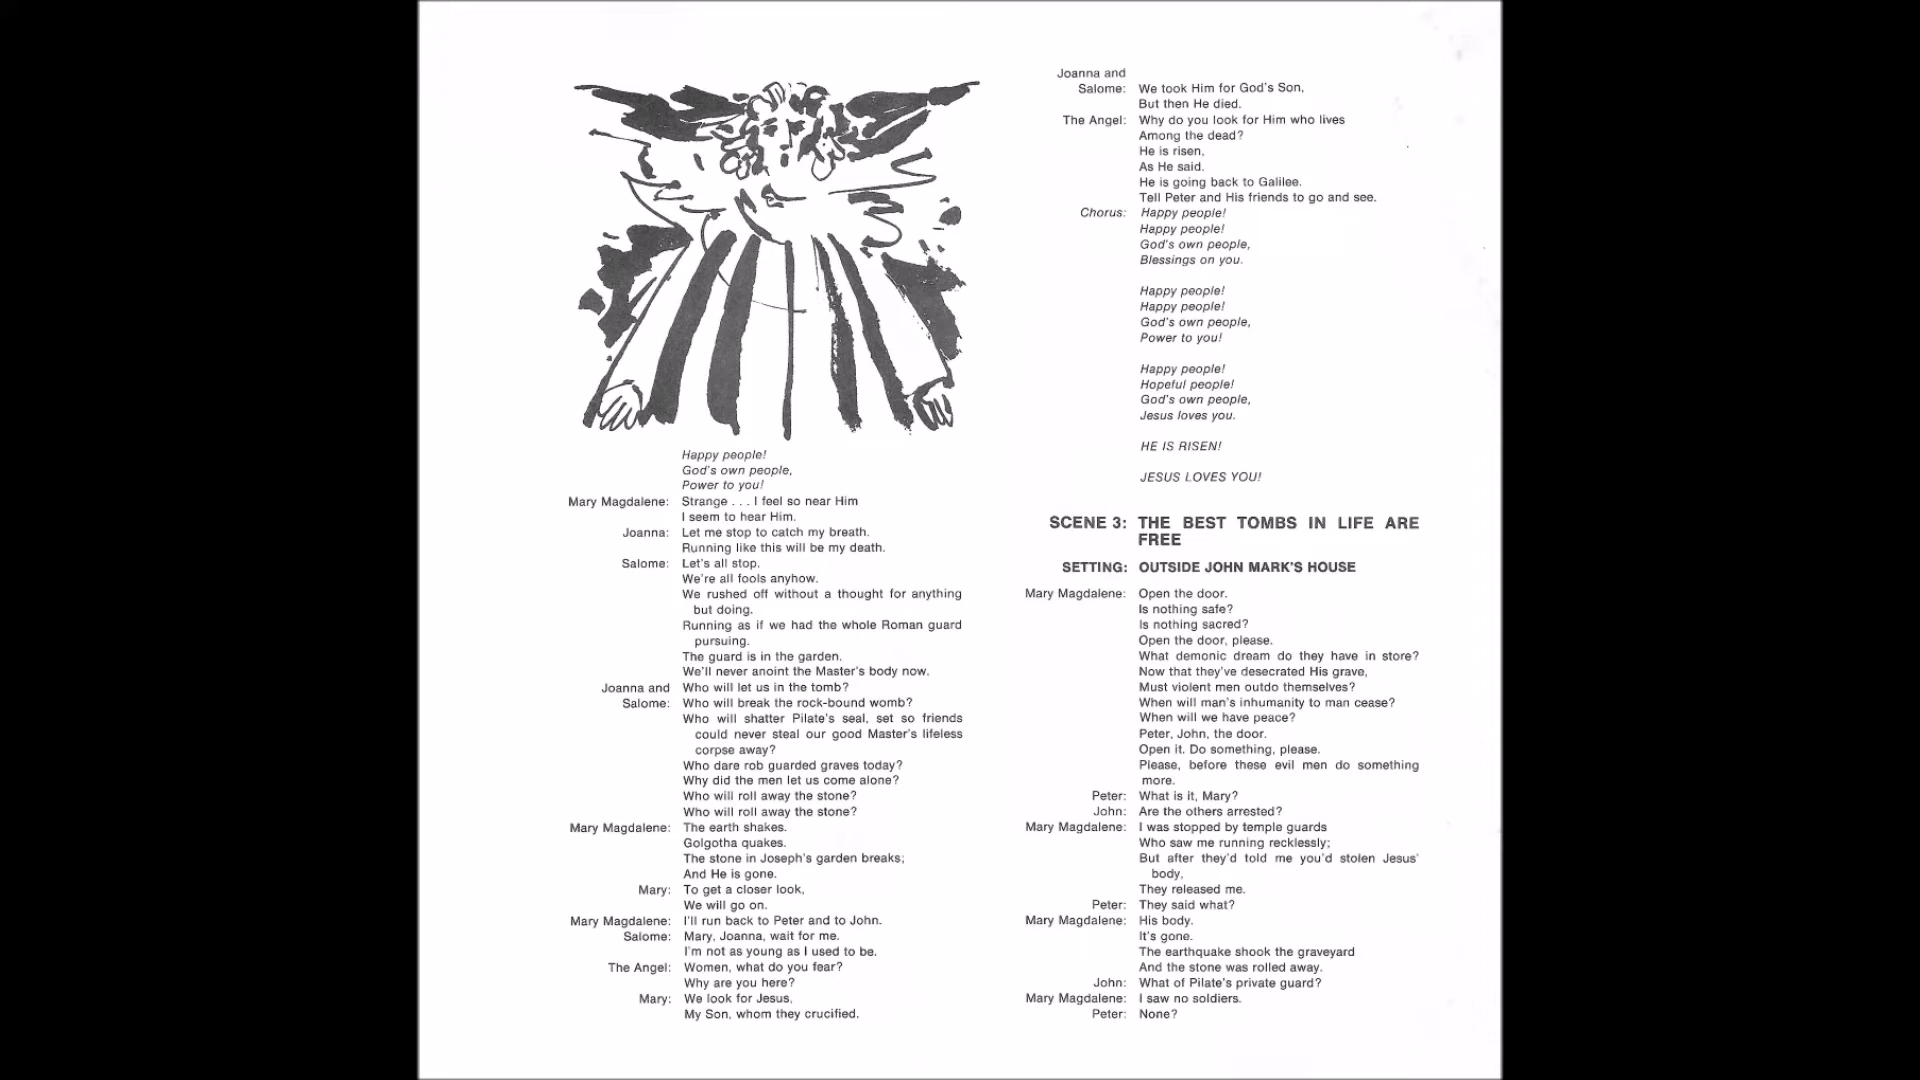 Happy people!
God's own people,
Power to you!
Mary Magdalene: Strange . . . I feel so near Him
I seem to hear Him.
Joanna: Let me stop to catch my breath.
Running like this will be my death.
Salome: Let's all stop.
We're all fools anyhow.
We rushed off without a thought for anything
but doing.
Running as if we had the whole Roman guard
pursuing.
The guard is in the garden.
We'll never anoint the Master's body now.
Joanna and Who will let us in the tomb?
Salome: Who will break the rock-bound womb?
Who will shatter Pilate's seal, set so friends
could never steal our good Master's lifeless
corpse away?
Who dare rob guarded graves today?
Why did the men let us come alone?
Who will roll away the stone?
Who will roll away the stone?
Mary Magdalene: The earth shakes.
Golgotha quakes.
The stone in Joseph's garden breaks;
And He is gone.
Mary: To get a closer look,
We will go on.
Mary Magdalene: I'll run back to Peter and to John.
Salome: Mary, Joanna, wait for me.
I'm not as young as I used to be.
The Angel: Women, what do you fear?
Why are you here?
Mary: We look for Jesus,
My Son, whom they crucified.
Joanna and
Salome: We took Him for God's Son,
But then He died.
The Angel: Why do you look for Him who lives
Among the dead?
He is risen,
As He said.
He is going back to Galilee.
Tell Peter and His friends to go and see.
Chorus: Happy people!
Happy people!
God's own people,
Blessings on you.
Happy people!
Happy people!
God's own people,
Power to you!
Happy people!
Hopeful people!
God's own people,
Jesus loves you.
HE IS RISEN!
JESUS LOVES YOU!
SCENE 3: THE BEST TOMBS IN LIFE ARE
FREE
SETTING: OUTSIDE JOHN MARK'S HOUSE
Mary Magdalene: Open the door.
Is nothing safe?
Is nothing sacred?
Open the door, please.
What demonic dream do they have in store?
Now that they've desecrated His grave,
Must violent men outdo themselves?
When will man's inhumanity to man cease?
When will we have peace?
Peter, John, the door.
Open it. Do something, please.
Please, before these evil men do something
more.
Peter: What is it, Mary?
John: Are the others arrested?
Mary Magdalene: I was stopped by temple guards
Who saw me running recklessly;
But after they'd told me you'd stolen Jesus'
body,
They released me.
Peter: They said what?
Mary Magdalene: His body.
It's gone.
The earthquake shook the graveyard
And the stone was rolled away.
John: What of Pilate's private guard?
Mary Magdalene: I saw no soldiers.
Peter: None?